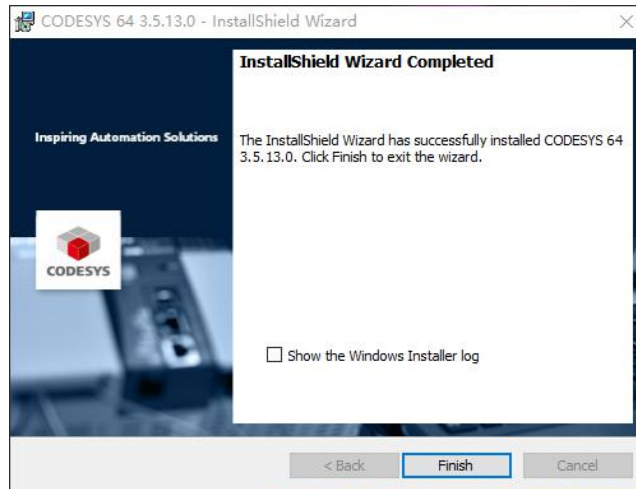 CODESYS 64 3.5.13.0 - InstallShield Wizard
InstallShield Wizard Completed
Inspiring Automation Solutions
The InstallShield Wizard has successfully installed CODESYS 64
3.5.13.0. Click Finish to exit the wizard.
CODESYS
Show the Windows Installer log
< Back
Finish
Cancel